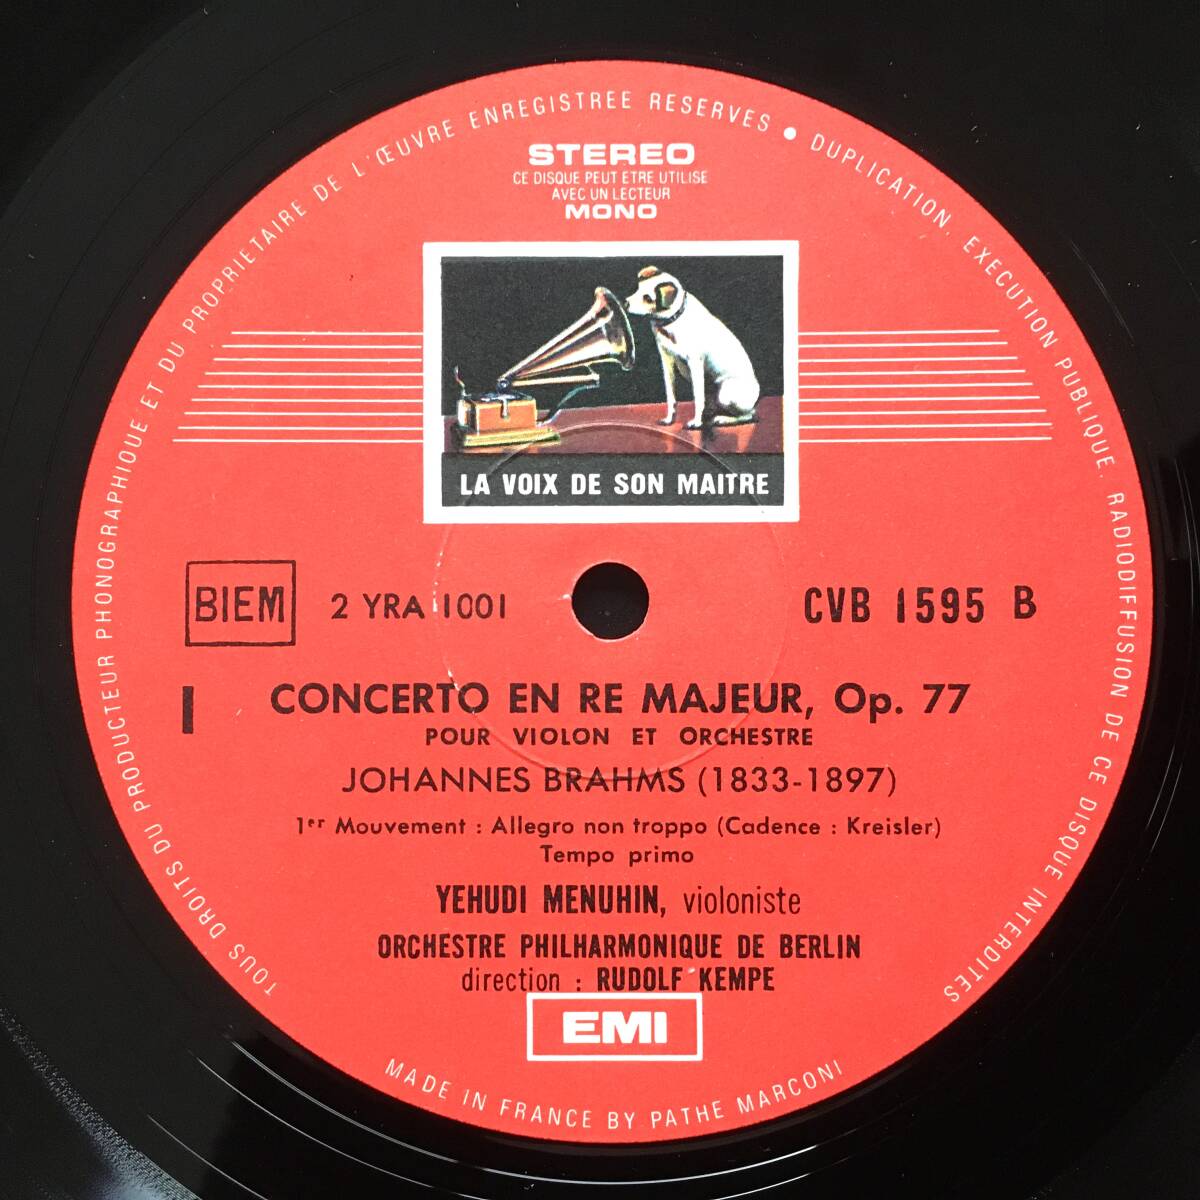 TOUS DROITS DU PRODUCTEUR PHONOGRAPHIQUE ET DU PROPRIETAIRE DE L'ŒUVRE ENREGISTREE RESERVES • DUPLICATION, EXECUTION PUBLIQUE, RADIODIFFUSION DE CE DISQUE INTERDITES
STEREO
CE DISQUE PEUT ETRE UTILISE
AVEC UN LECTEUR
MONO
LA VOIX DE SON MAITRE
BIEM 2 YRA 1001 CVB 1595 B
I CONCERTO EN RE MAJEUR, Op. 77
POUR VIOLON ET ORCHESTRE
JOHANNES BRAHMS (1833-1897)
1er Mouvement : Allegro non troppo (Cadence : Kreisler)
Tempo primo
YEHUDI MENUHIN, violoniste
ORCHESTRE PHILHARMONIQUE DE BERLIN
direction : RUDOLF KEMPE
EMI
MADE IN FRANCE BY PATHE MARCONI